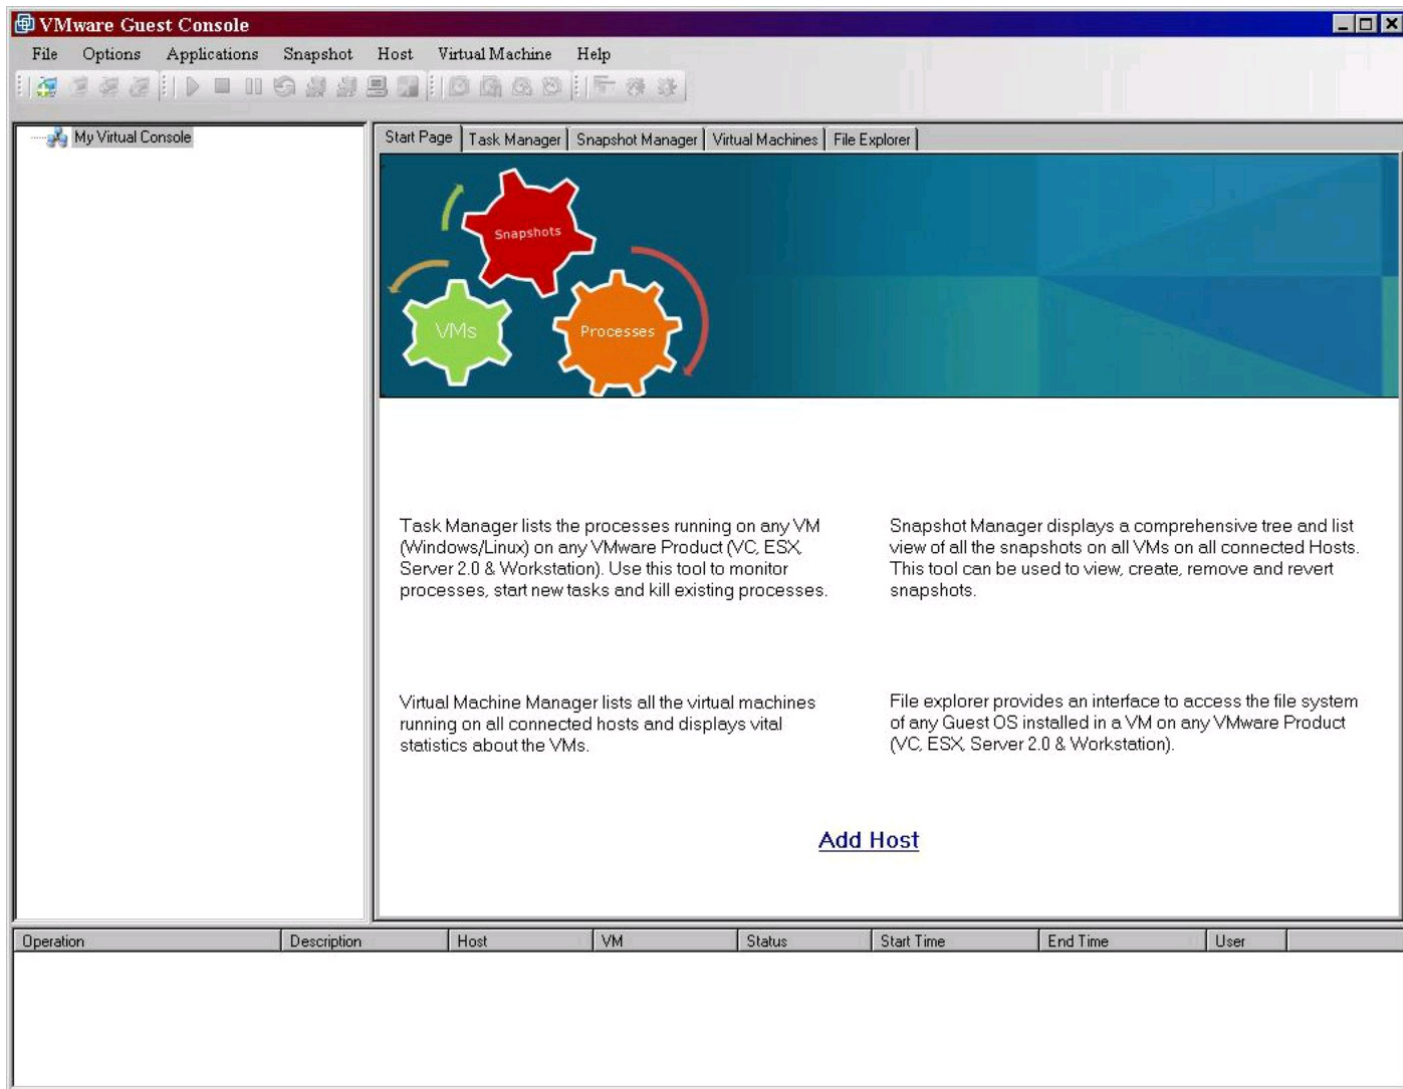 VMware Guest Console
File Options Applications Snapshot Host Virtual Machine Help
My Virtual Console
Start Page Task Manager Snapshot Manager Virtual Machines File Explorer
Snapshots
VMs
Processes
Task Manager lists the processes running on any VM
(Windows/Linux) on any VMware Product (VC, ESX,
Server 2.0 & Workstation). Use this tool to monitor
processes, start new tasks and kill existing processes.
Snapshot Manager displays a comprehensive tree and list
view of all the snapshots on all VMs on all connected Hosts.
This tool can be used to view, create, remove and revert
snapshots.
Virtual Machine Manager lists all the virtual machines
running on all connected hosts and displays vital
statistics about the VMs.
File explorer provides an interface to access the file system
of any Guest OS installed in a VM on any VMware Product
(VC, ESX, Server 2.0 & Workstation).
Add Host
Operation Description Host VM Status Start Time End Time User